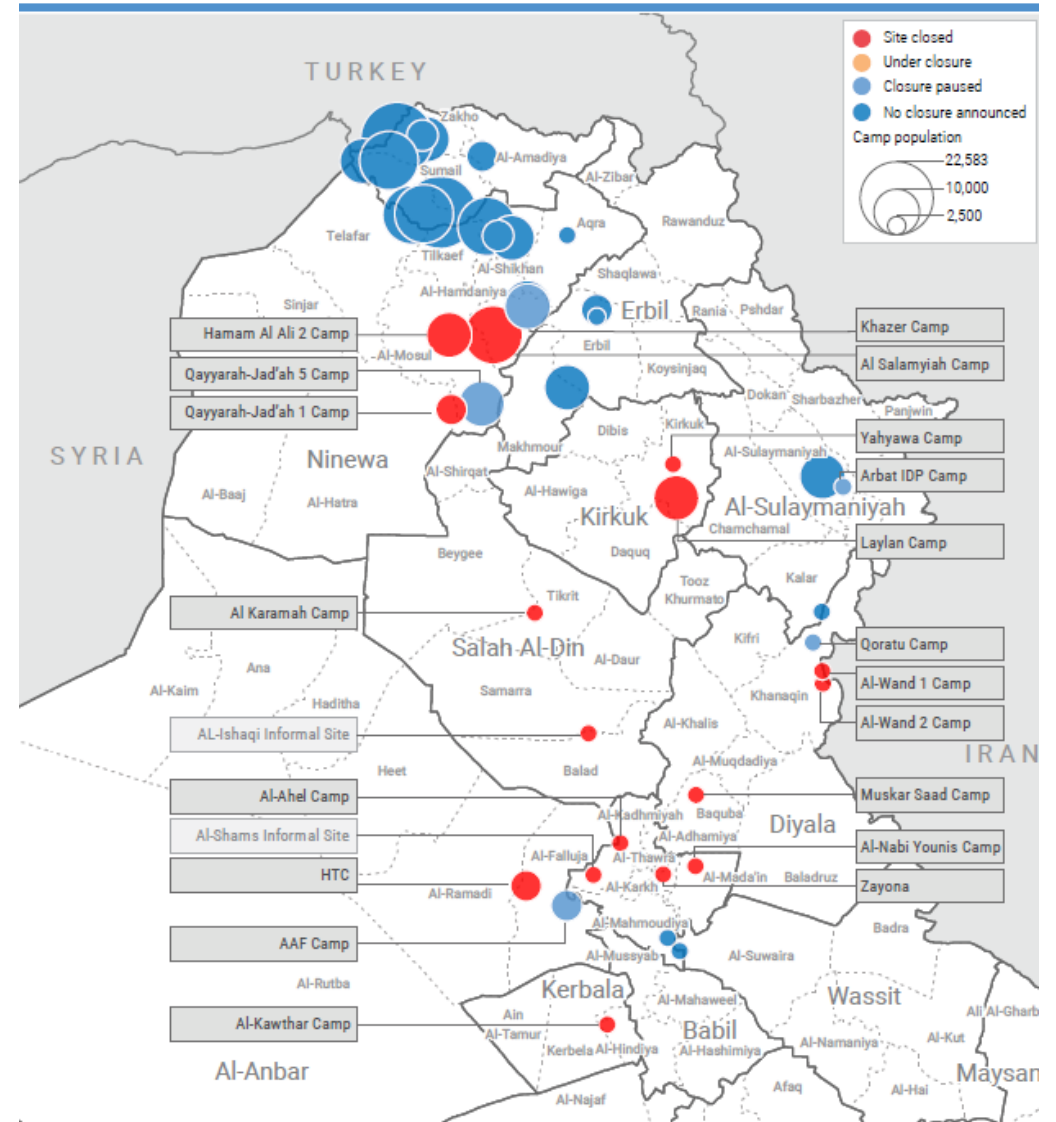 Site closed
Under closure
Closure paused
No closure announced
Camp population
22,583
10,000
2,500
TURKEY
Zakho
Al-Amadiya
Sumail
Al-Zibar
Aqra
Rawanduz
Telafar
Tilkaef
Al-Shikhan
Shaqlawa
Al-Hamdaniya
Sinjar
Erbil
Rania
Pshdar
Hamam Al Ali 2 Camp
Khazer Camp
Al-Mosul
Erbil
Al Salamyiah Camp
Qayyarah-Jad'ah 5 Camp
Koysinjaq
Dokan
Sharbazher
Qayyarah-Jad'ah 1 Camp
Panjwin
Dibis
Kirkuk
Yahyawa Camp
SYRIA
Ninewa
Makhmour
Al-Shirqat
Al-Sulaymaniyah
Arbat IDP Camp
Al-Baaj
Al-Hatra
Al-Hawiga
Kirkuk
Al-Sulaymaniyah
Chamchamal
Laylan Camp
Beygee
Daquq
Tooz
Khurmato
Kalar
Al Karamah Camp
Tikrit
Kifri
Salah Al-Din
Qoratu Camp
Al-Daur
Ana
Al-Kaim
Samarra
Khanaqin
Al-Wand 1 Camp
Haditha
Al-Wand 2 Camp
AL-Ishaqi Informal Site
Al-Khalis
IRAN
Heet
Balad
Al-Muqdadiya
Al-Ahel Camp
Muskar Saad Camp
Al-Kadhmiyah
Baquba
Diyala
Al-Shams Informal Site
Al-Adhamiya
Al-Falluja
Al-Thawra
Al-Nabi Younis Camp
HTC
Al-Ramadi
Al-Karkh
Al-Mada'in
Baladruz
Zayona
AAF Camp
Al-Mahmoudiya
Badra
Al-Mussyab
Al-Suwaira
Al-Rutba
Kerbala
Al-Mahaweel
Wassit
Al-Kawthar Camp
Ain
Al-Tamur
Babil
Ali Al-Gharb
Al-Kut
Kerbela
Al-Hindiya
Al-Hashimiya
Al-Namaniya
Al-Anbar
Maysan
Afaq
Al-Hai
Al-Najaf